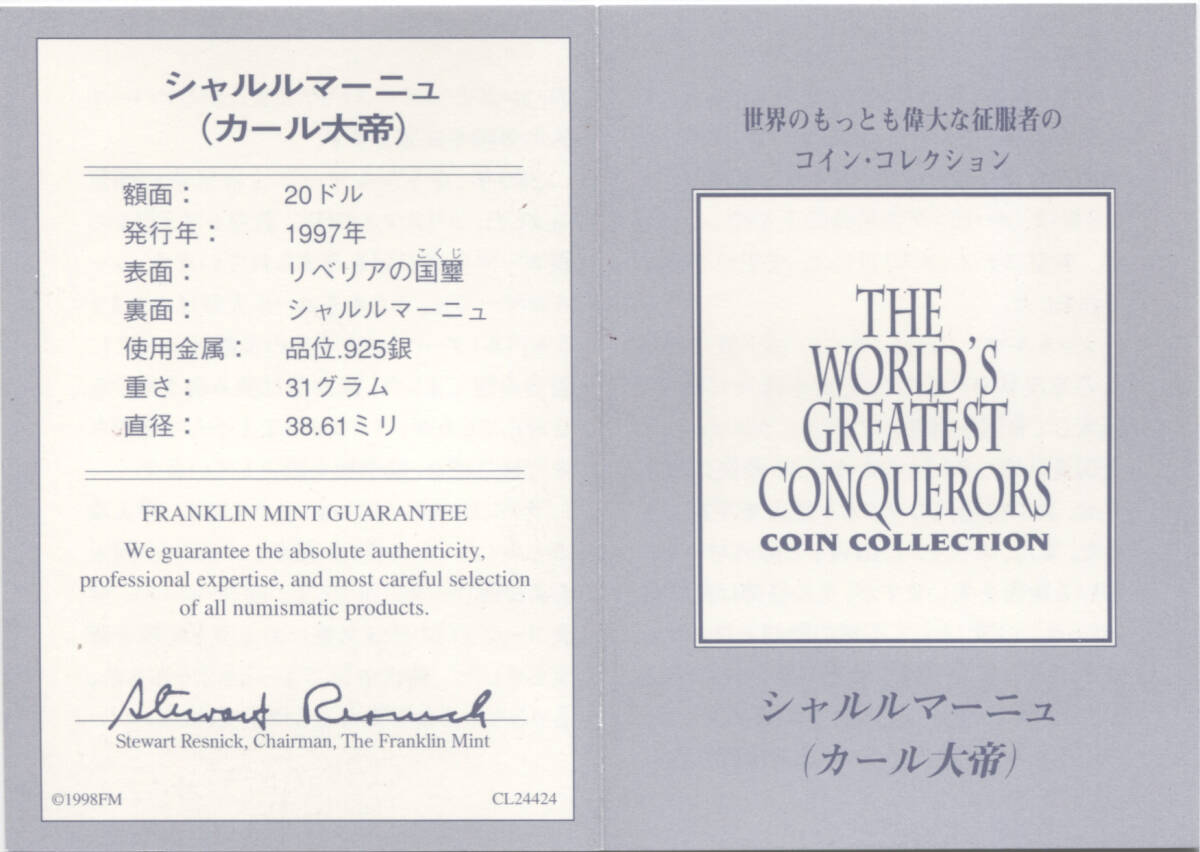 シャルルマーニュ
(カール大帝)
額面： 20ドル
発行年： 1997年
こくじ
表面： リベリアの国璽
裏面： シャルルマーニュ
使用金属： 品位.925銀
重さ： 31グラム
直径： 38.61ミリ
FRANKLIN MINT GUARANTEE
We guarantee the absolute authenticity,
professional expertise, and most careful selection
of all numismatic products.
Stewart Resnick
Stewart Resnick, Chairman, The Franklin Mint
©1998FM CL24424
世界のもっとも偉大な征服者の
コイン・コレクション
THE
WORLD'S
GREATEST
CONQUERORS
COIN COLLECTION
シャルルマーニュ
(カール大帝)